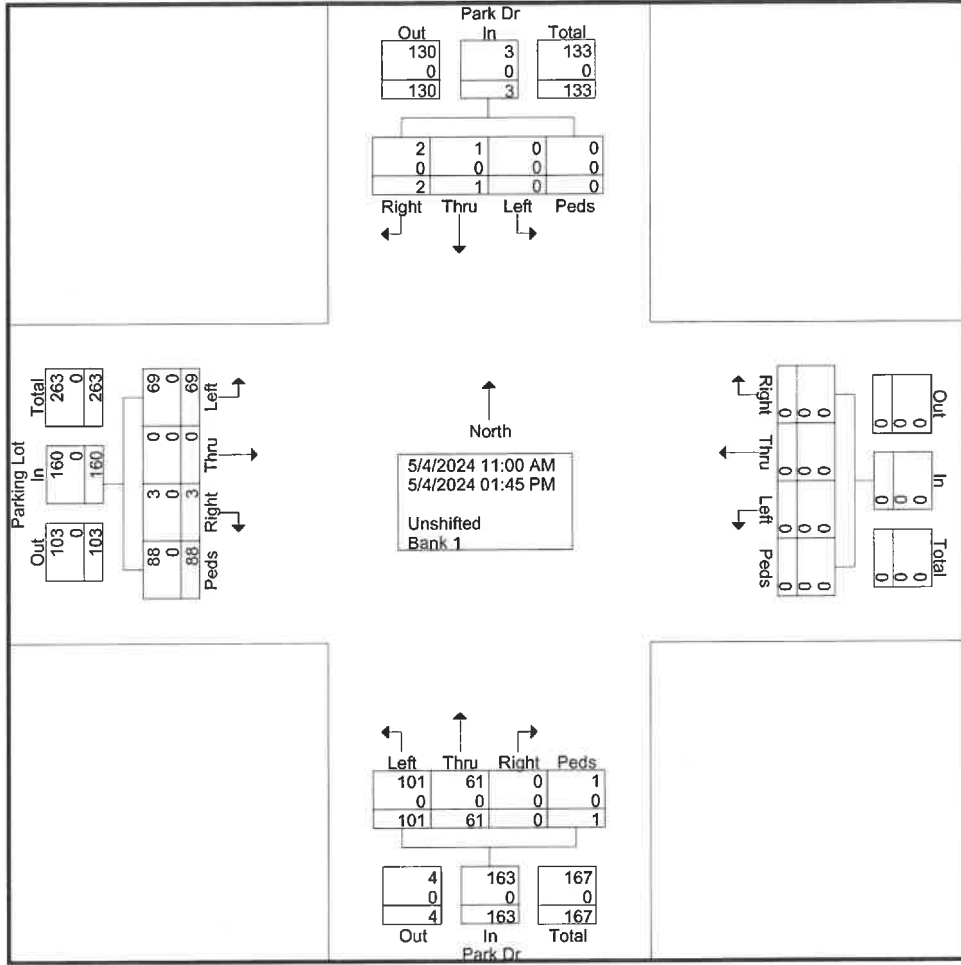 Park Dr
Out In Total
130 3 133
0 0 0
130 3 133
2 1 0 0
0 0 0 0
2 1 0 0
Right Thru Left Peds
Parking Lot
Total In Out
263 160 103
0 0 0
263 160 103
69 0 3 88
0 0 0 0
69 0 3 88
Left Thru Right Peds
North
5/4/2024 11:00 AM
5/4/2024 01:45 PM
Unshifted
Bank 1
Right Thru Left Peds
0 0 0 0
0 0 0 0
0 0 0 0
Out In Total
0 0 0
0 0 0
0 0 0
Left Thru Right Peds
101 61 0 1
0 0 0 0
101 61 0 1
4 163 167
0 0 0
4 163 167
Out In Total
Park Dr